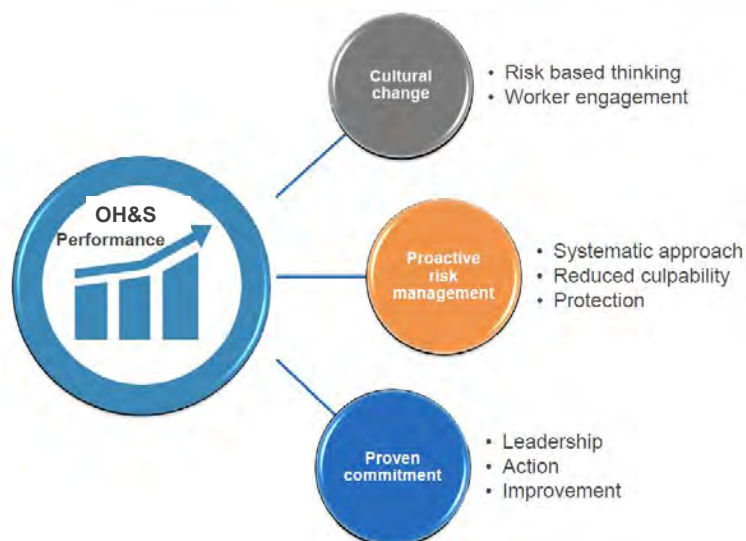 Cultural
change
• Risk based thinking
• Worker engagement
OH&S
Performance
Proactive
risk
management
• Systematic approach
• Reduced culpability
• Protection
Proven
commitment
• Leadership
• Action
• Improvement